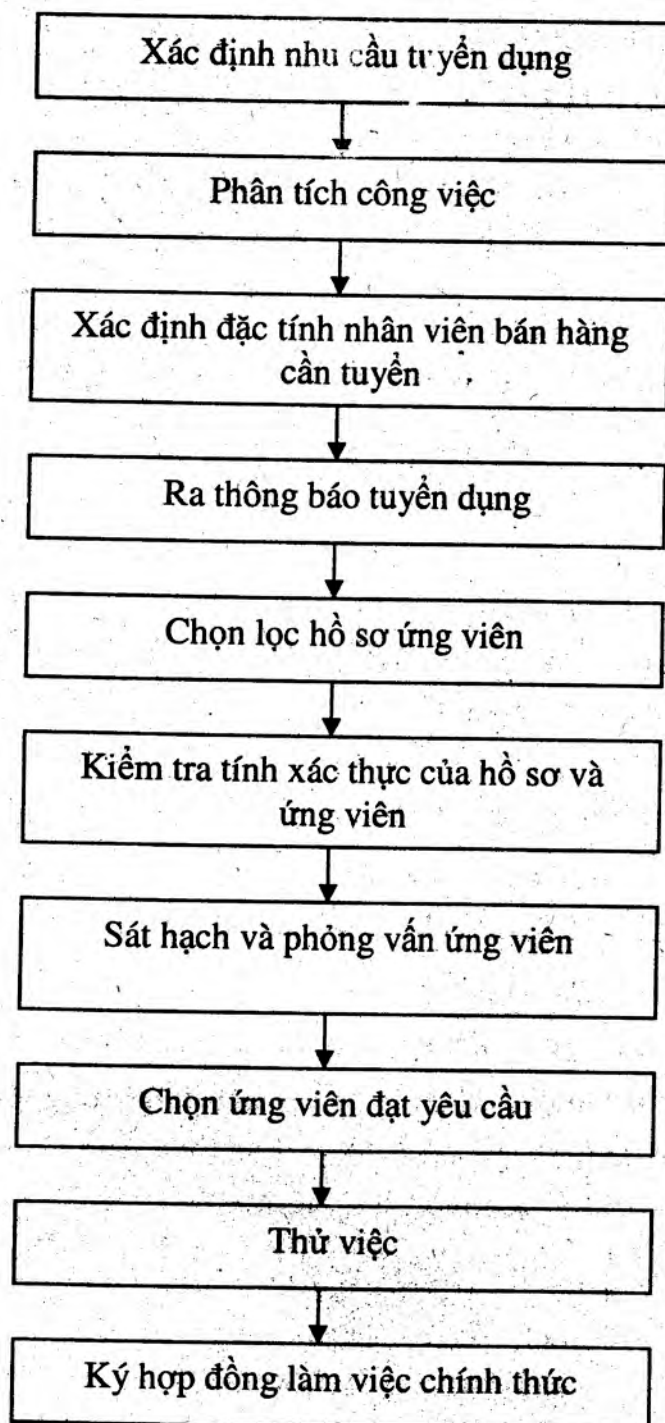 Xác định nhu cầu tuyển dụng
Phân tích công việc
Xác định đặc tính nhân viên bán hàng
cần tuyển
Ra thông báo tuyển dụng
Chọn lọc hồ sơ ứng viên
Kiểm tra tính xác thực của hồ sơ và
ứng viên
Sát hạch và phỏng vấn ứng viên
Chọn ứng viên đạt yêu cầu
Thử việc
Ký hợp đồng làm việc chính thức